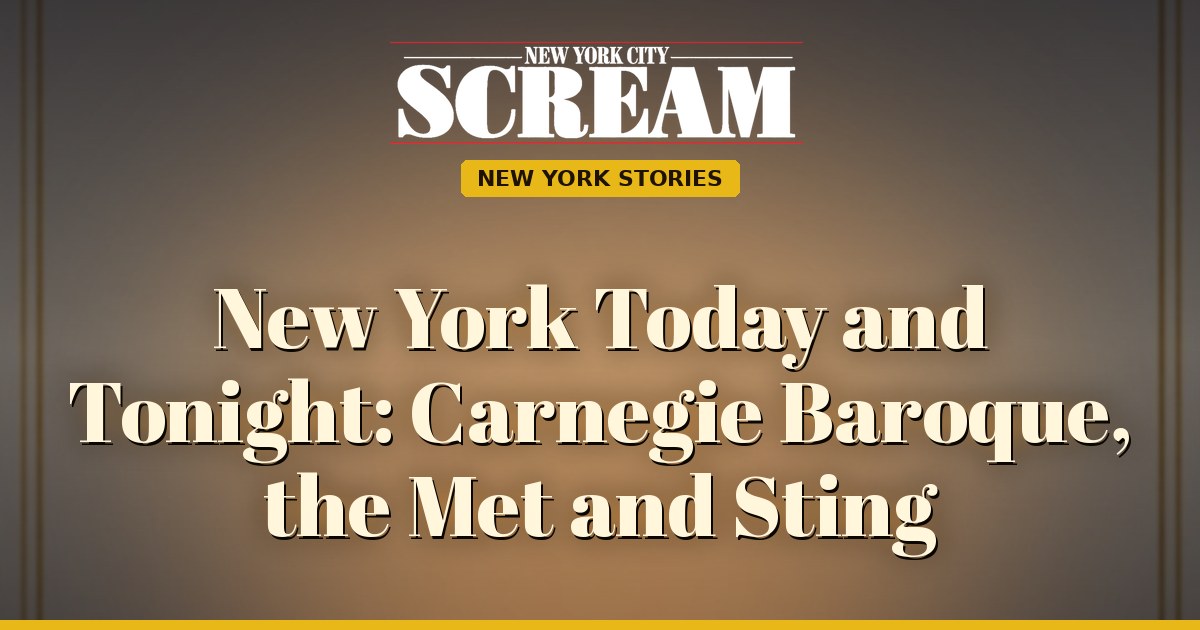 NEW YORK CITY
SCREAM
NEW YORK STORIES
New York Today and
Tonight: Carnegie Baroque,
the Met and Sting